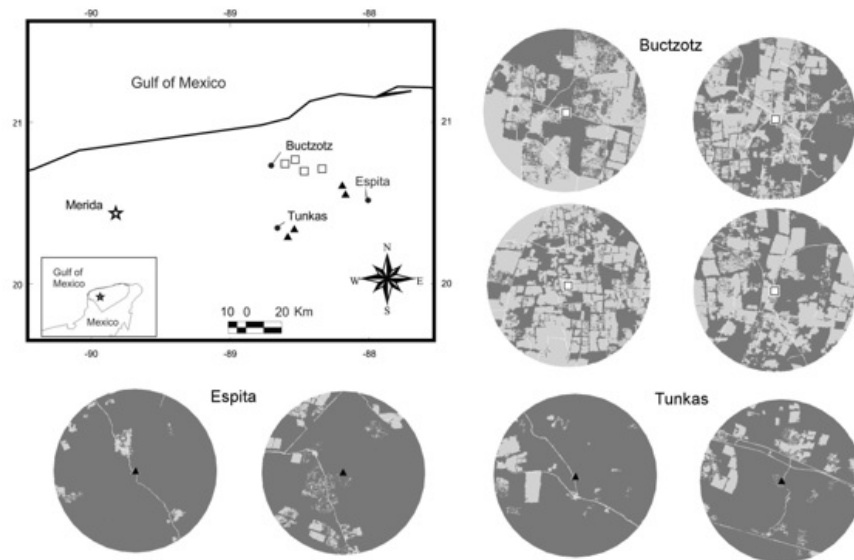 -90
-89
-88
Gulf of Mexico
21
21
Buctzotz
Espita
Merida
Tunkas
Gulf of
Mexico
Mexico
N
W
E
S
20
20
10 0 20 Km
-90
-89
-88
Buctzotz
Espita
Tunkas